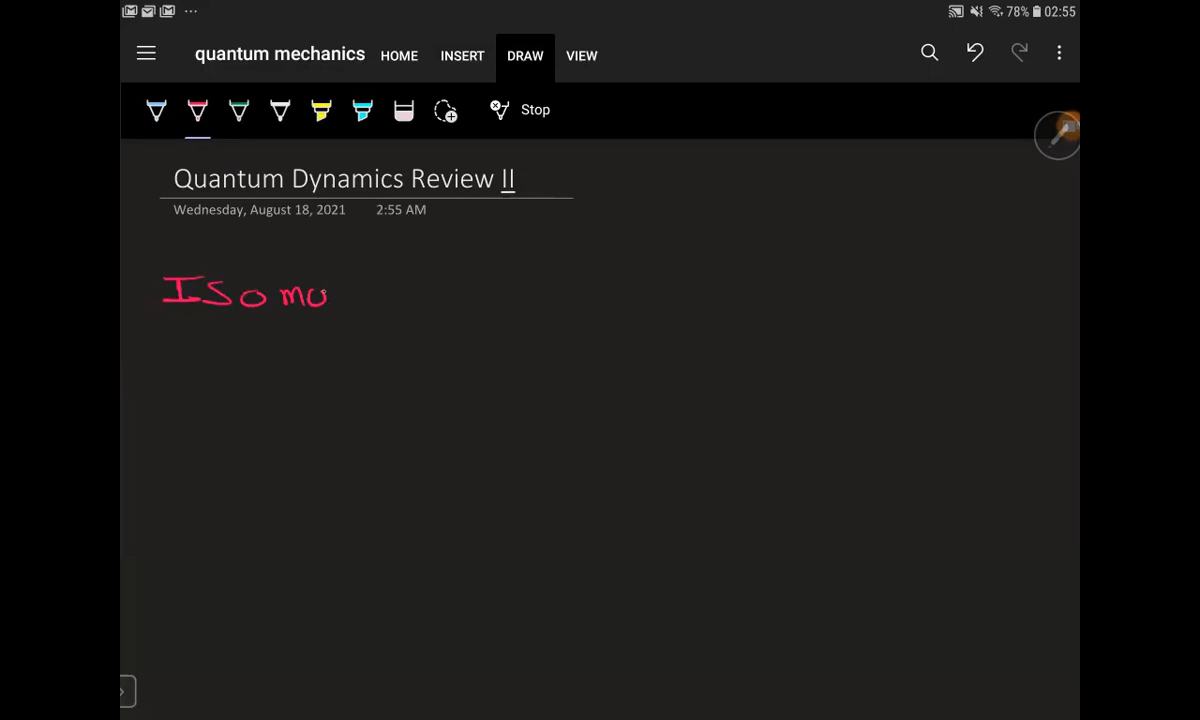 78% 02:55
quantum mechanics HOME INSERT DRAW VIEW
Stop
Quantum Dynamics Review II
Wednesday, August 18, 2021 2:55 AM
Isomo